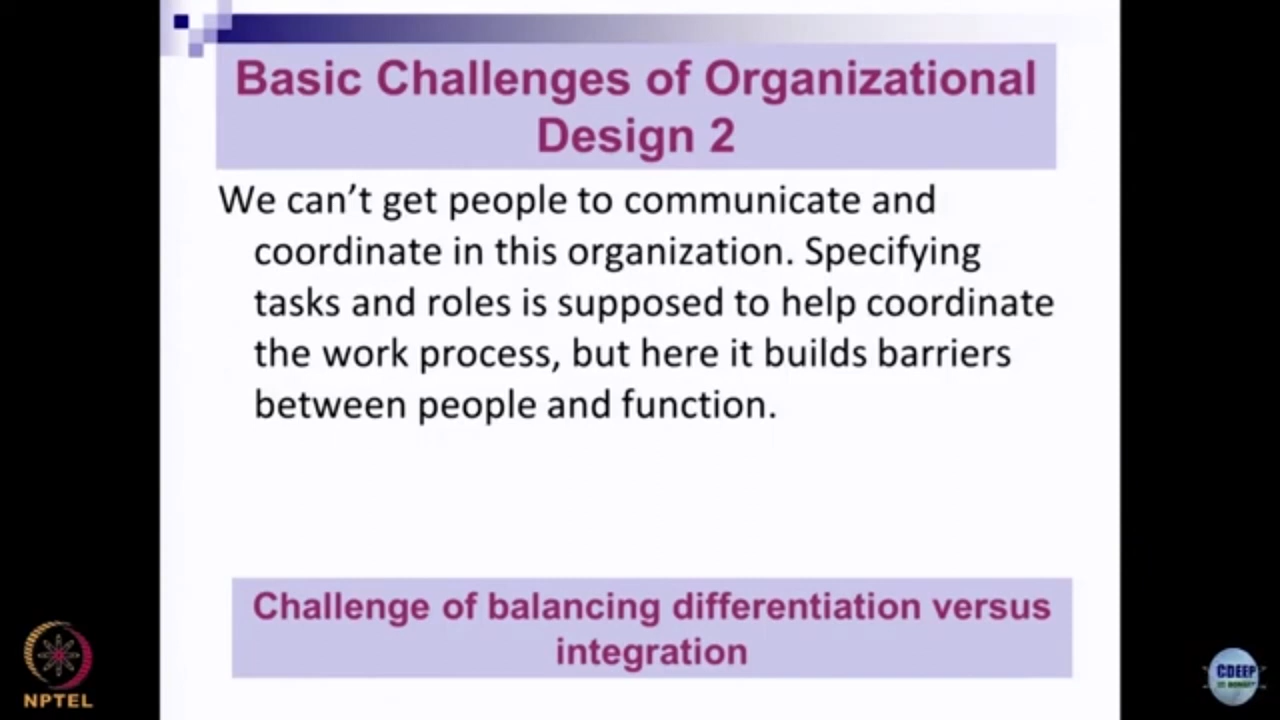 Basic Challenges of Organizational
Design 2
We can’t get people to communicate and
coordinate in this organization. Specifying
tasks and roles is supposed to help coordinate
the work process, but here it builds barriers
between people and function.
Challenge of balancing differentiation versus
integration
NPTEL
CDEEP